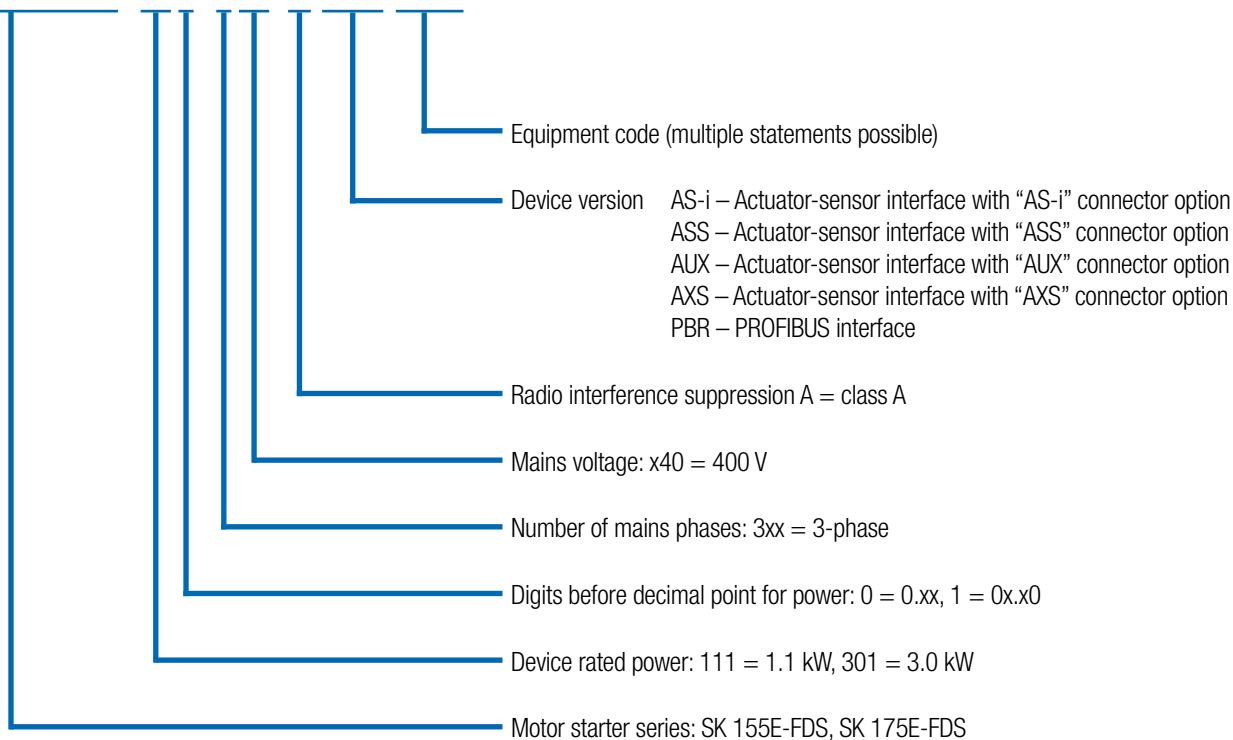 Equipment code (multiple statements possible)
Device version AS-i – Actuator-sensor interface with “AS-i” connector option
ASS – Actuator-sensor interface with “ASS” connector option
AUX – Actuator-sensor interface with “AUX” connector option
AXS – Actuator-sensor interface with “AXS” connector option
PBR – PROFIBUS interface
Radio interference suppression A = class A
Mains voltage: x40 = 400 V
Number of mains phases: 3xx = 3-phase
Digits before decimal point for power: 0 = 0.xx, 1 = 0x.x0
Device rated power: 111 = 1.1 kW, 301 = 3.0 kW
Motor starter series: SK 155E-FDS, SK 175E-FDS